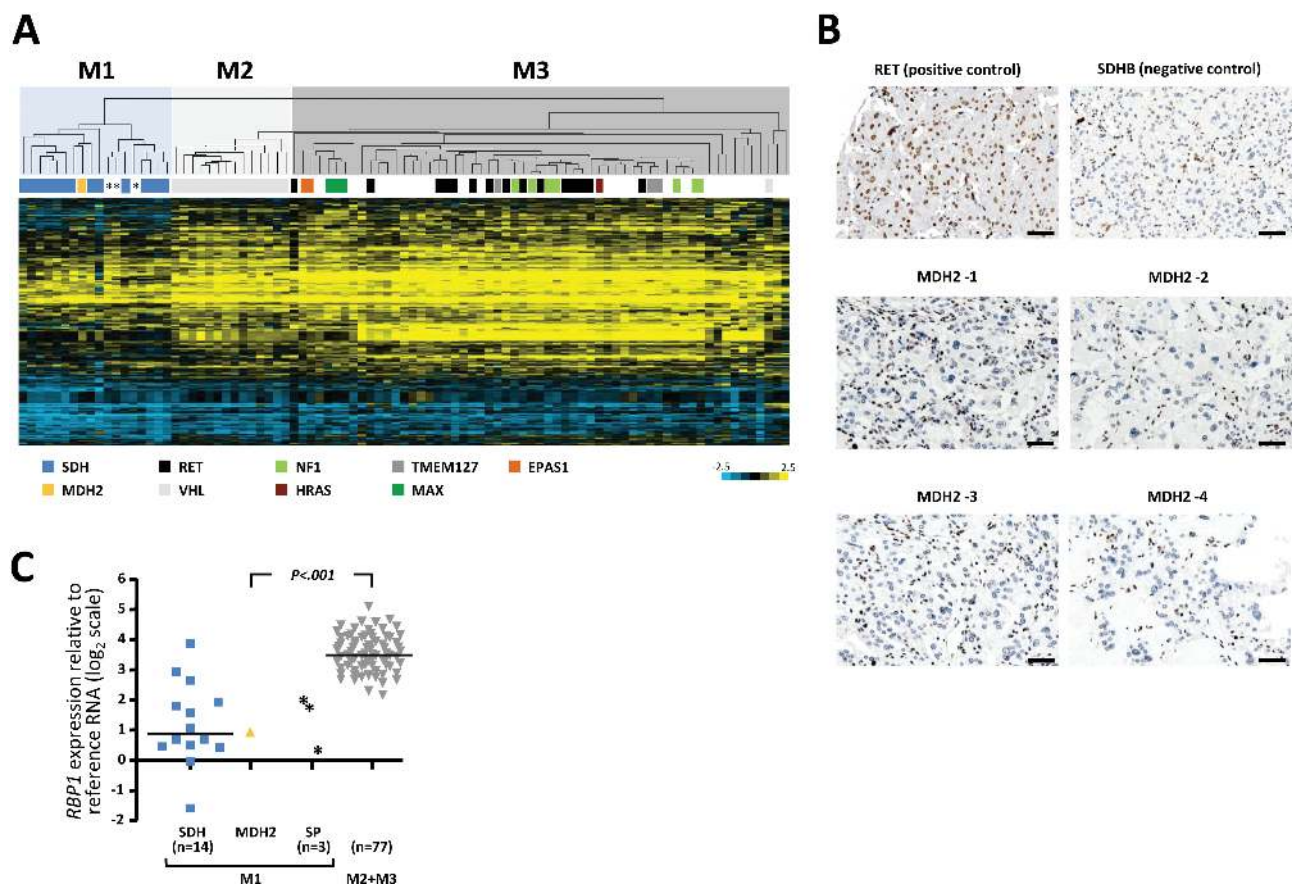 A
M1 M2 M3
* * *
SDH RET NF1 TMEM127 EPAS1
MDH2 VHL HRAS MAX
-2.5 2.5
B
RET (positive control) SDHB (negative control)
MDH2 -1 MDH2 -2
MDH2 -3 MDH2 -4
C
P<.001
RBP1 expression relative to
reference RNA (log2 scale)
6
5
4
3
2
1
0
-1
-2
* * *
SDH MDH2 SP
(n=14) (n=3) (n=77)
M1 M2+M3